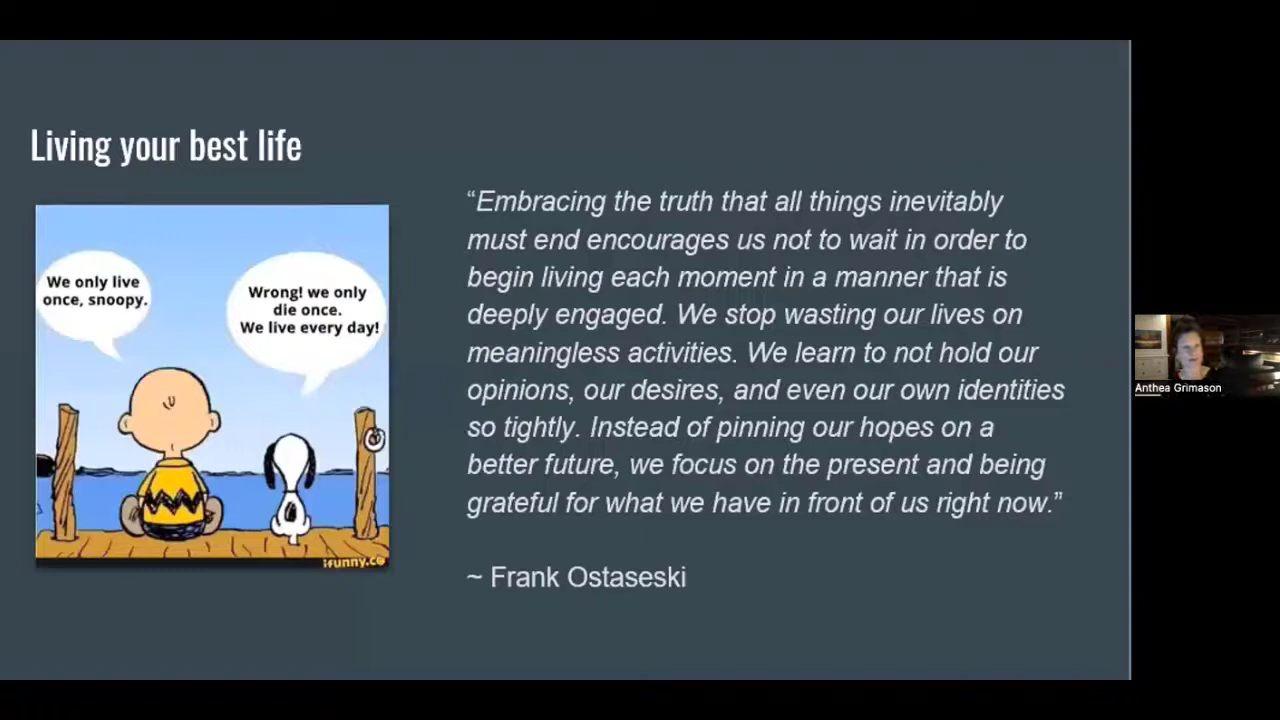 Living your best life
We only live
once, snoopy.
Wrong! we only
die once.
We live every day!
ifunny.co
“Embracing the truth that all things inevitably
must end encourages us not to wait in order to
begin living each moment in a manner that is
deeply engaged. We stop wasting our lives on
meaningless activities. We learn to not hold our
opinions, our desires, and even our own identities
so tightly. Instead of pinning our hopes on a
better future, we focus on the present and being
grateful for what we have in front of us right now.”
~ Frank Ostaseski
Anthea Grimason